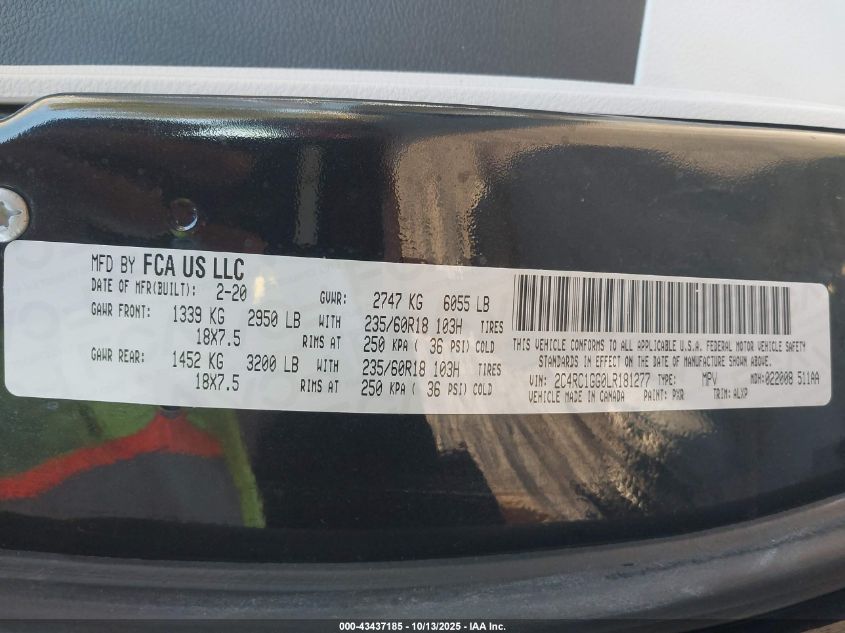 MFD BY FCA US LLC
DATE OF MFR(BUILT): 2-20 GVWR: 2747 KG 6055 LB
GAWR FRONT: 1339 KG 2950 LB WITH 235/60R18 103H TIRES
18X7.5 RIMS AT 250 KPA ( 36 PSI) COLD
GAWR REAR: 1452 KG 3200 LB WITH 235/60R18 103H TIRES
18X7.5 RIMS AT 250 KPA ( 36 PSI) COLD
THIS VEHICLE CONFORMS TO ALL APPLICABLE U.S.A. FEDERAL MOTOR VEHICLE SAFETY
STANDARDS IN EFFECT ON THE DATE OF MANUFACTURE SHOWN ABOVE.
VIN: 2C4RC1GG0LR181277 TYPE: MPV MDH:022008 511AA
VEHICLE MADE IN CANADA PAINT: PXR TRIM: ALXP
000-43437185 - 10/13/2025 - IAA Inc.